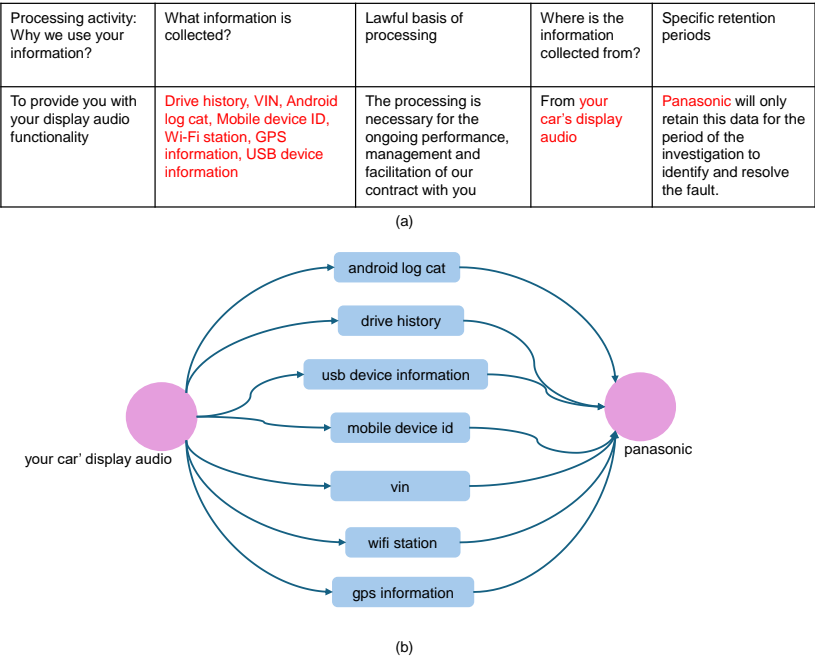 Processing activity:
Why we use your
information?
What information is
collected?
Lawful basis of
processing
Where is the
information
collected from?
Specific retention
periods
To provide you with
your display audio
functionality
Drive history, VIN, Android
log cat, Mobile device ID,
Wi-Fi station, GPS
information, USB device
information
The processing is
necessary for the
ongoing performance,
management and
facilitation of our
contract with you
From your
car's display
audio
Panasonic will only
retain this data for the
period of the
investigation to
identify and resolve
the fault.
(a)
android log cat
drive history
usb device information
mobile device id
your car' display audio
panasonic
vin
wifi station
gps information
(b)